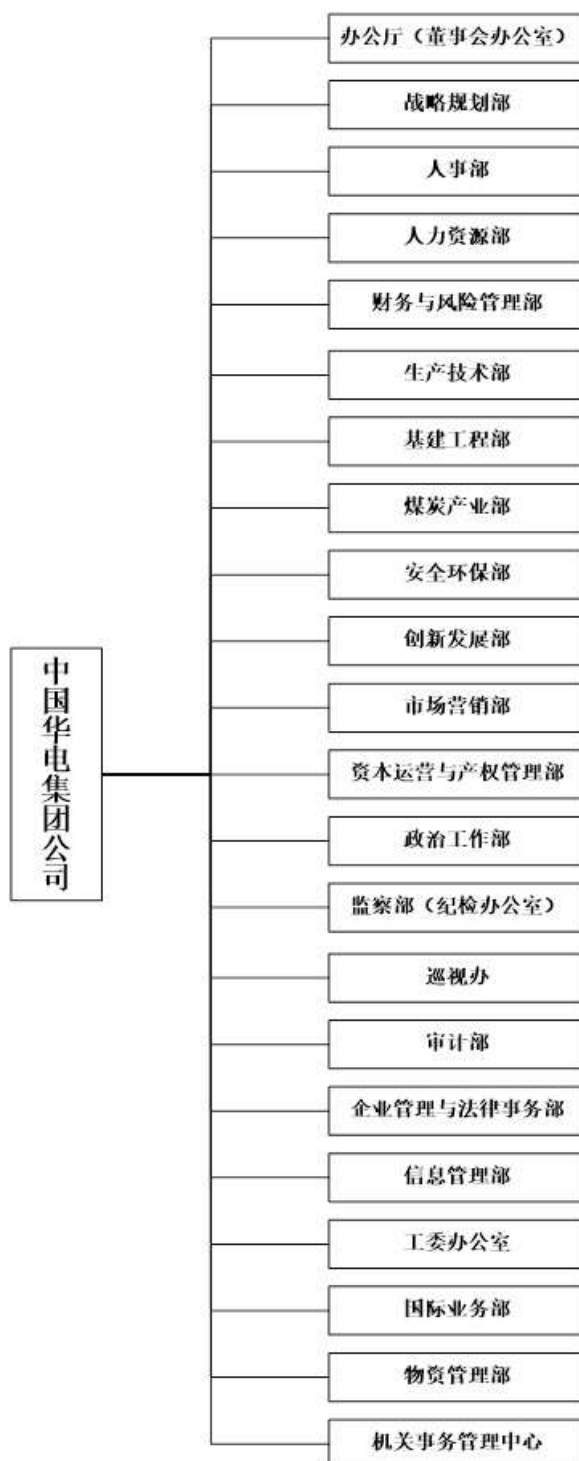 办公厅（董事会办公室）
战略规划部
人事部
人力资源部
财务与风险管理部
生产技术部
基建工程部
煤炭产业部
安全环保部
创新发展部
市场营销部
中国华电集团公司
资本运营与产权管理部
政治工作部
监察部（纪检办公室）
巡视办
审计部
企业管理与法律事务部
信息管理部
工委办公室
国际业务部
物资管理部
机关事务管理中心